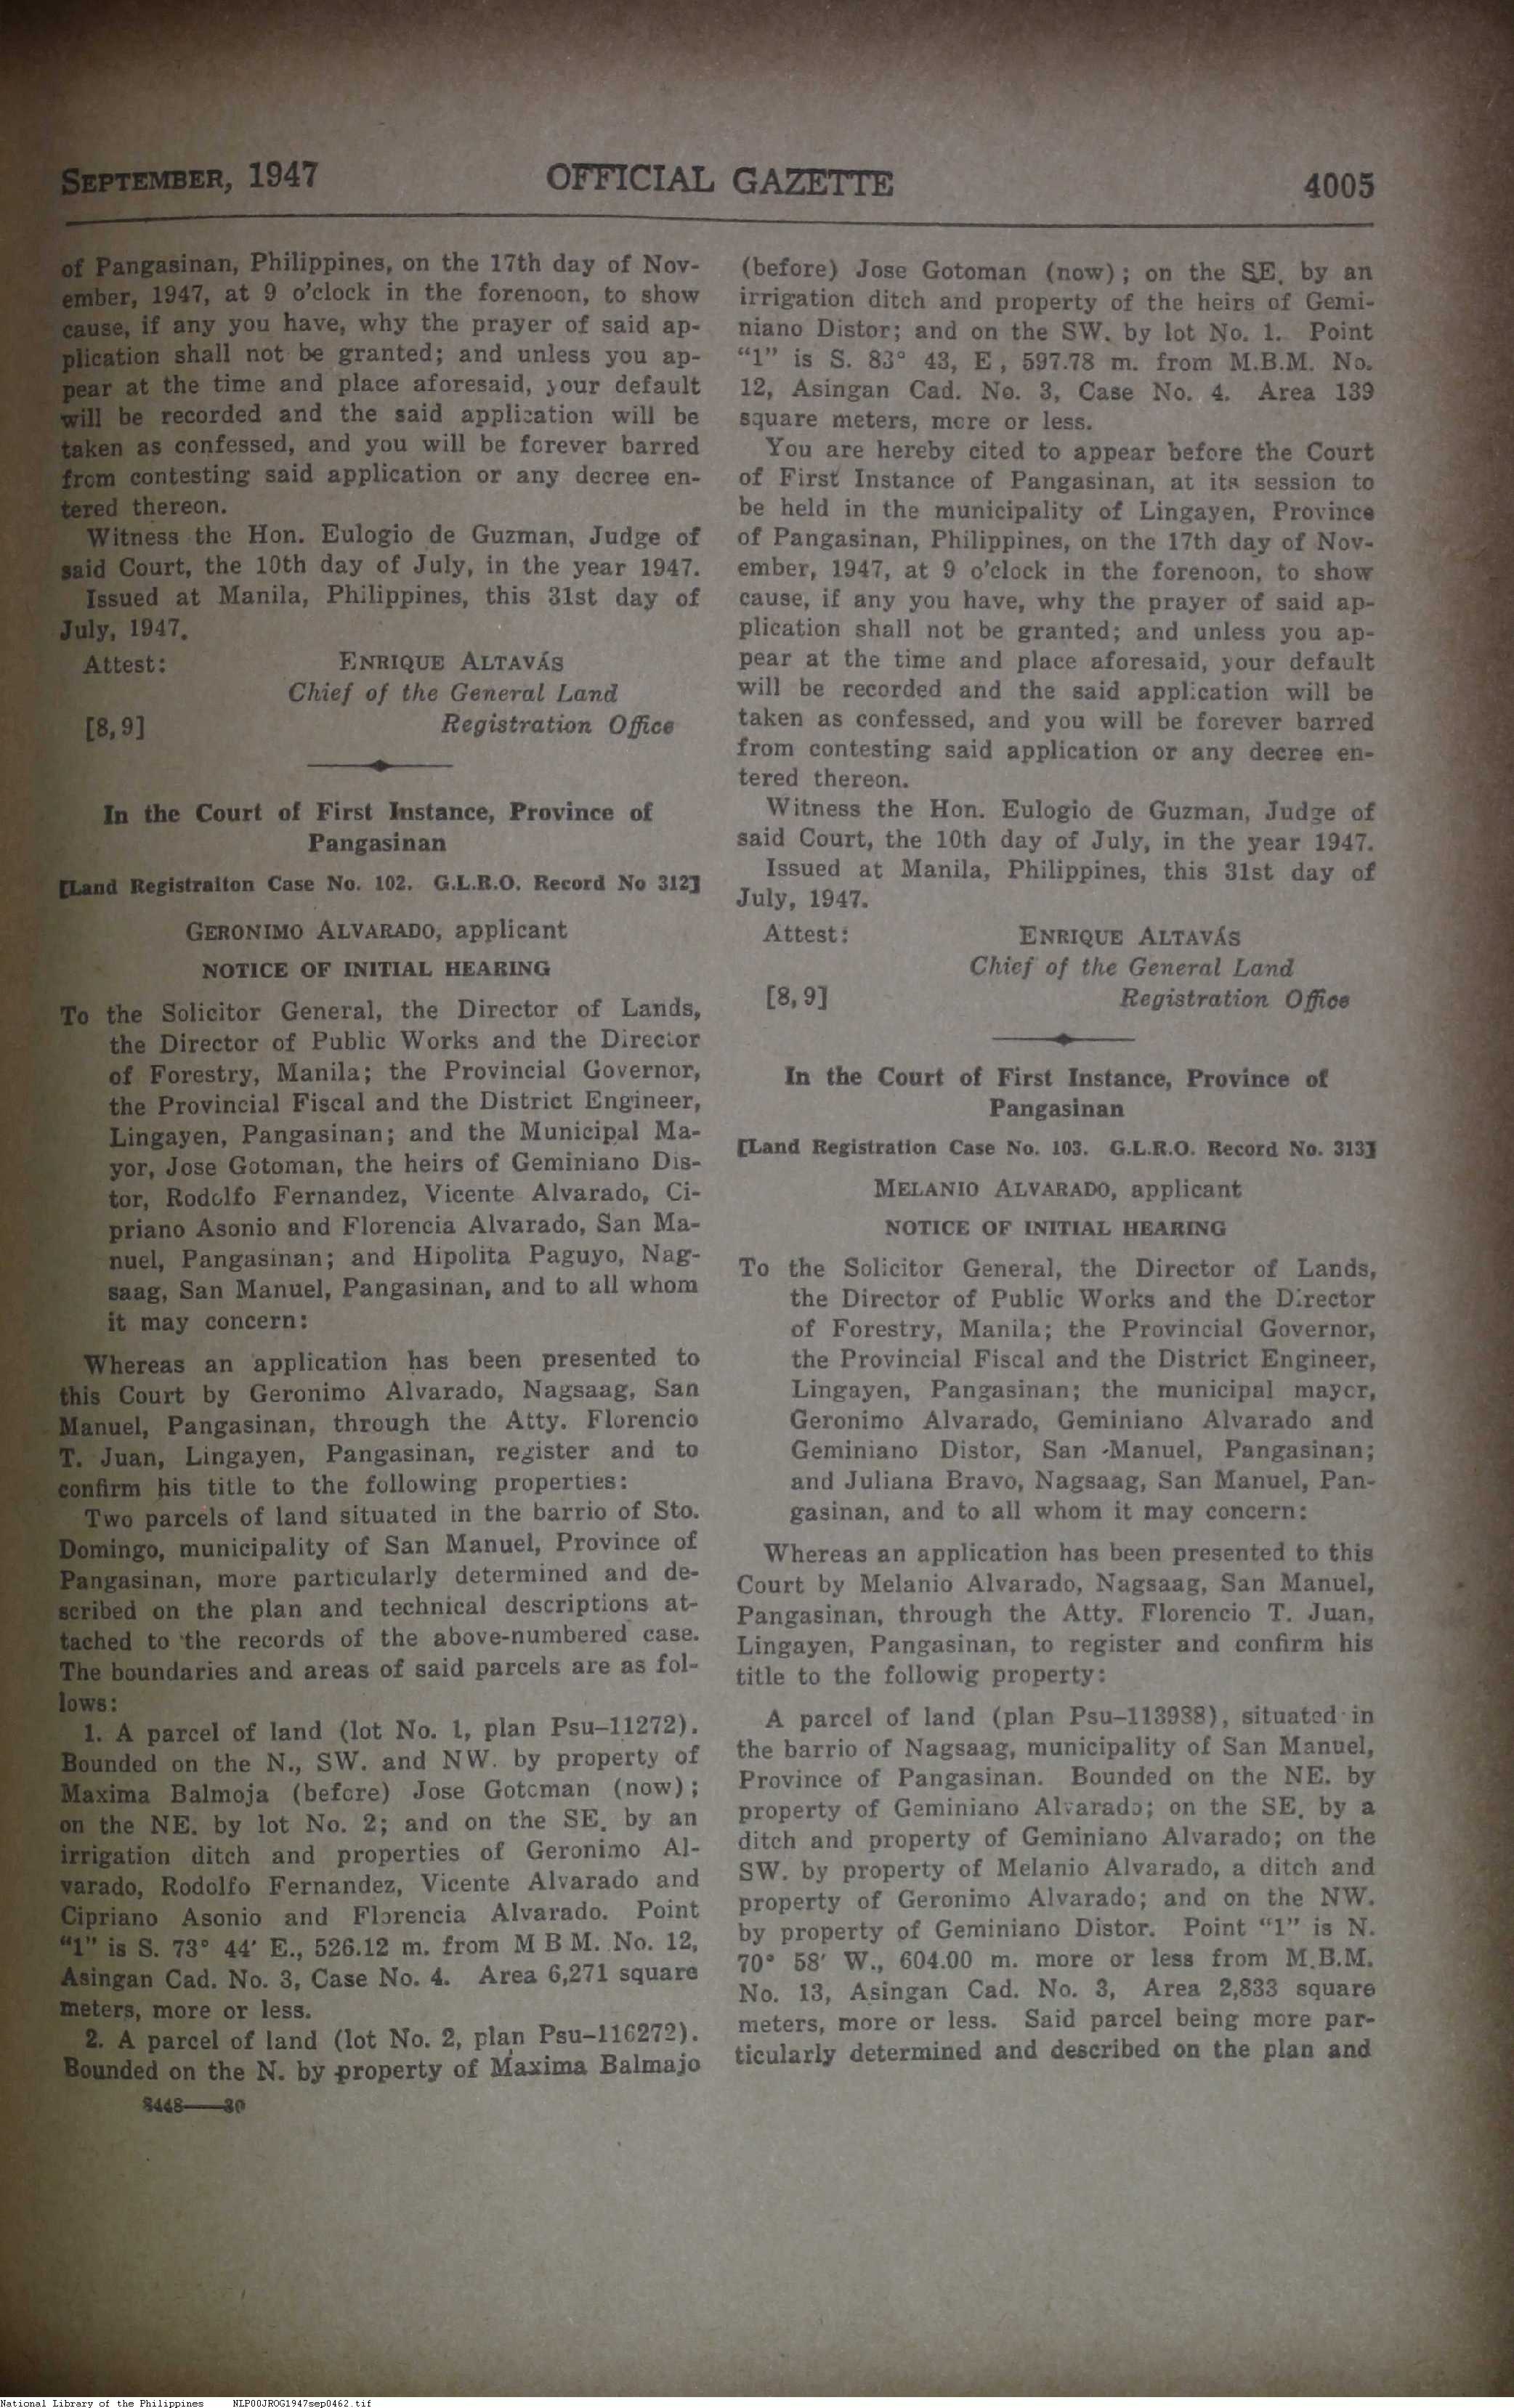 SEPTEMBER, 1947 OFFICIAL GAZETTE 4005
of Pangasinan, Philippines, on the 17th day of Nov-
ember, 1947, at 9 o'clock in the forenoon, to show
cause, if any you have, why the prayer of said ap-
plication shall not be granted; and unless you ap-
pear at the time and place aforesaid, your default
will be recorded and the said application will be
taken as confessed, and you will be forever barred
from contesting said application or any decree en-
tered thereon.
Witness the Hon. Eulogio de Guzman, Judge of
said Court, the 10th day of July, in the year 1947.
Issued at Manila, Philippines, this 31st day of
July, 1947.
Attest: ENRIQUE ALTAVÁS
Chief of the General Land
[8, 9] Registration Office
In the Court of First Instance, Province of
Pangasinan
[Land Registraiton Case No. 102. G.L.R.O. Record No 312]
GERONIMO ALVARADO, applicant
NOTICE OF INITIAL HEARING
To the Solicitor General, the Director of Lands,
the Director of Public Works and the Director
of Forestry, Manila; the Provincial Governor,
the Provincial Fiscal and the District Engineer,
Lingayen, Pangasinan; and the Municipal Ma-
yor, Jose Gotoman, the heirs of Geminiano Dis-
tor, Rodolfo Fernandez, Vicente Alvarado, Ci-
priano Asonio and Florencia Alvarado, San Ma-
nuel, Pangasinan; and Hipolita Paguyo, Nag-
saag, San Manuel, Pangasinan, and to all whom
it may concern:
Whereas an application has been presented to
this Court by Geronimo Alvarado, Nagsaag, San
Manuel, Pangasinan, through the Atty. Florencio
T. Juan, Lingayen, Pangasinan, register and to
confirm his title to the following properties:
Two parcels of land situated in the barrio of Sto.
Domingo, municipality of San Manuel, Province of
Pangasinan, more particularly determined and de-
scribed on the plan and technical descriptions at-
tached to the records of the above-numbered case.
The boundaries and areas of said parcels are as fol-
lows:
1. A parcel of land (lot No. 1, plan Psu-11272).
Bounded on the N., SW. and NW. by property of
Maxima Balmoja (before) Jose Gotoman (now);
on the NE. by lot No. 2; and on the SE. by an
irrigation ditch and properties of Geronimo Al-
varado, Rodolfo Fernandez, Vicente Alvarado and
Cipriano Asonio and Florencia Alvarado. Point
"1" is S. 73° 44′ E., 526.12 m. from M B M. No. 12,
Asingan Cad. No. 3, Case No. 4. Area 6,271 square
meters, more or less.
2. A parcel of land (lot No. 2, plan Psu-116272).
Bounded on the N. by property of Maxima Balmajo
8448——30
(before) Jose Gotoman (now); on the SE. by an
irrigation ditch and property of the heirs of Gemi-
niano Distor; and on the SW. by lot No. 1. Point
"1" is S. 83° 43, E , 597.78 m. from M.B.M. No.
12, Asingan Cad. No. 3, Case No. 4. Area 139
square meters, more or less.
You are hereby cited to appear before the Court
of First Instance of Pangasinan, at its session to
be held in the municipality of Lingayen, Province
of Pangasinan, Philippines, on the 17th day of Nov-
ember, 1947, at 9 o'clock in the forenoon, to show
cause, if any you have, why the prayer of said ap-
plication shall not be granted; and unless you ap-
pear at the time and place aforesaid, your default
will be recorded and the said application will be
taken as confessed, and you will be forever barred
from contesting said application or any decree en-
tered thereon.
Witness the Hon. Eulogio de Guzman, Judge of
said Court, the 10th day of July, in the year 1947.
Issued at Manila, Philippines, this 31st day of
July, 1947.
Attest: ENRIQUE ALTAVÁS
Chief of the General Land
[8, 9] Registration Office
In the Court of First Instance, Province of
Pangasinan
[Land Registration Case No. 103. G.L.R.O. Record No. 313]
MELANIO ALVARADO, applicant
NOTICE OF INITIAL HEARING
To the Solicitor General, the Director of Lands,
the Director of Public Works and the Director
of Forestry, Manila; the Provincial Governor,
the Provincial Fiscal and the District Engineer,
Lingayen, Pangasinan; the municipal mayor,
Geronimo Alvarado, Geminiano Alvarado and
Geminiano Distor, San Manuel, Pangasinan;
and Juliana Bravo, Nagsaag, San Manuel, Pan-
gasinan, and to all whom it may concern:
Whereas an application has been presented to this
Court by Melanio Alvarado, Nagsaag, San Manuel,
Pangasinan, through the Atty. Florencio T. Juan,
Lingayen, Pangasinan, to register and confirm his
title to the followig property:
A parcel of land (plan Psu-113938), situated in
the barrio of Nagsaag, municipality of San Manuel,
Province of Pangasinan. Bounded on the NE. by
property of Geminiano Alvarado; on the SE. by a
ditch and property of Geminiano Alvarado; on the
SW. by property of Melanio Alvarado, a ditch and
property of Geronimo Alvarado; and on the NW.
by property of Geminiano Distor. Point "1" is N.
70° 58′ W., 604.00 m. more or less from M.B.M.
No. 13, Asingan Cad. No. 3, Area 2,833 square
meters, more or less. Said parcel being more par-
ticularly determined and described on the plan and
National Library of the Philippines NLP00JROG1947sep0462.tif